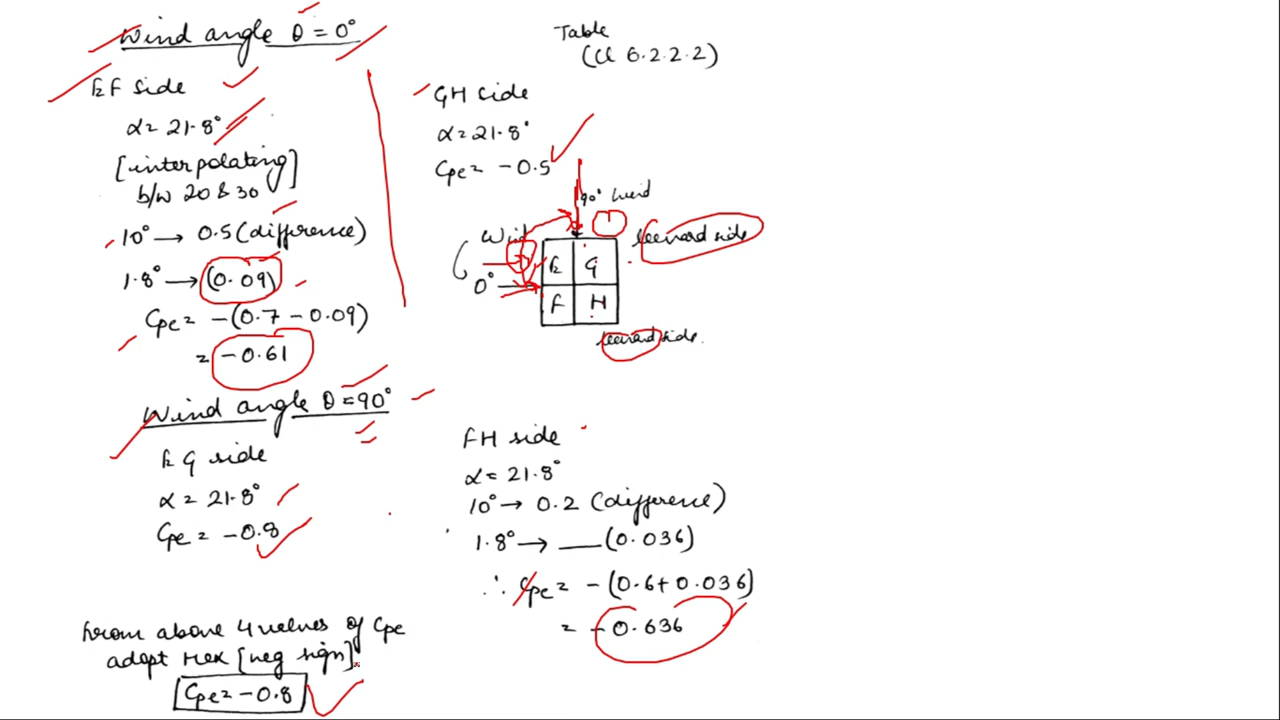 Wind angle θ = 0°
Table
(Cl 6.2.2.2)
EF side
α = 21.8°
[interpolating]
b/w 20 & 30
10° → 0.5 (difference)
1.8° → (0.09)
Cpe = -(0.7 - 0.09)
= -0.61
GH side
α = 21.8°
Cpe = -0.5
90° wind
Wind
0°
E G
F H
leeward side
leeward side.
Wind angle θ = 90°
EG side
α = 21.8°
Cpe = -0.8
FH side
α = 21.8°
10° → 0.2 (difference)
1.8° → (0.036)
∴ Cpe = -(0.6 + 0.036)
= -0.636
From above 4 values of Cpe
adopt Max [neg sign]
Cpe = -0.8